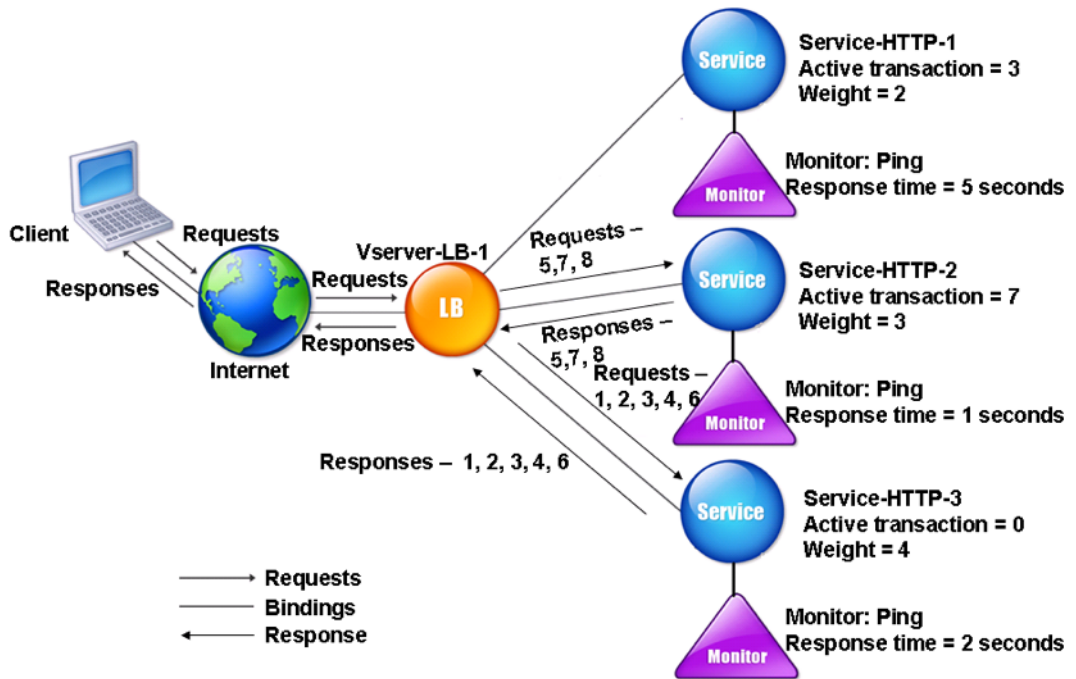 Service
Service-HTTP-1
Active transaction = 3
Weight = 2
Monitor
Monitor: Ping
Response time = 5 seconds
Client
Requests
Responses
Internet
Requests
Responses
Vserver-LB-1
LB
Requests –
5,7, 8
Responses –
5,7, 8
Service
Service-HTTP-2
Active transaction = 7
Weight = 3
Requests –
1, 2, 3, 4, 6
Monitor
Monitor: Ping
Response time = 1 seconds
Responses – 1, 2, 3, 4, 6
Service
Service-HTTP-3
Active transaction = 0
Weight = 4
Monitor
Monitor: Ping
Response time = 2 seconds
Requests
Bindings
Response